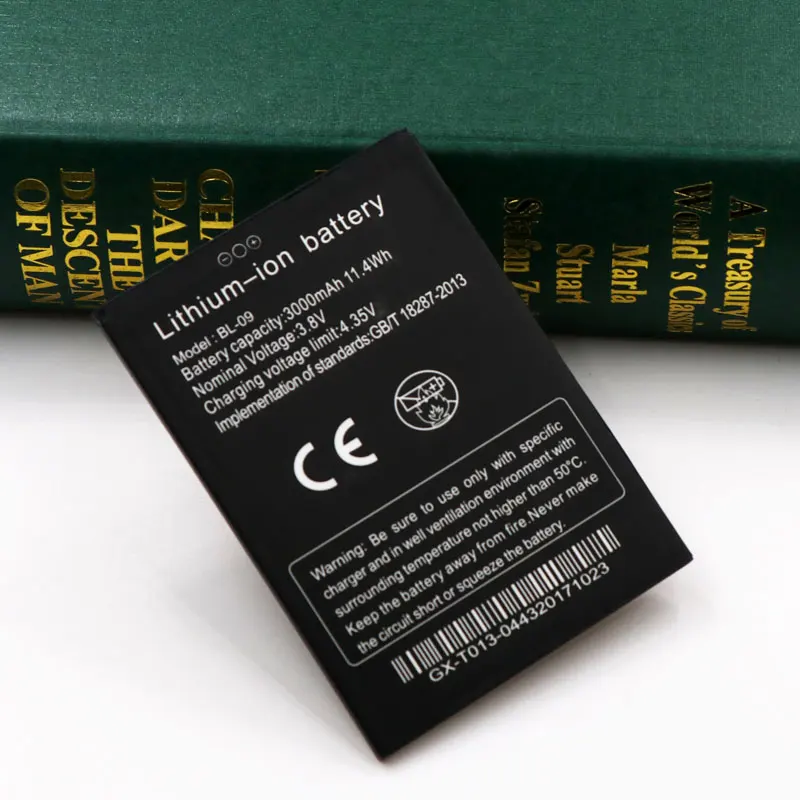 CHA
DAR
THE
DESCEN
OF MAN
Marla
Stuart
A Treasury of
World's Classics
Lithium-ion battery
Model : BL-09
Battery capacity:3000mAh 11.4Wh
Nominal Voltage:3.8V
Charging voltage limit:4.35V
Implementation of standards:GB/T 18287-2013
CE
Warning: Be sure to use only with specific
charger and in well ventilation environment with
surrounding temperature not higher than 50°C.
Keep the battery away from fire.Never make
the circuit short or squeeze the battery.
GX-T013-044320171023